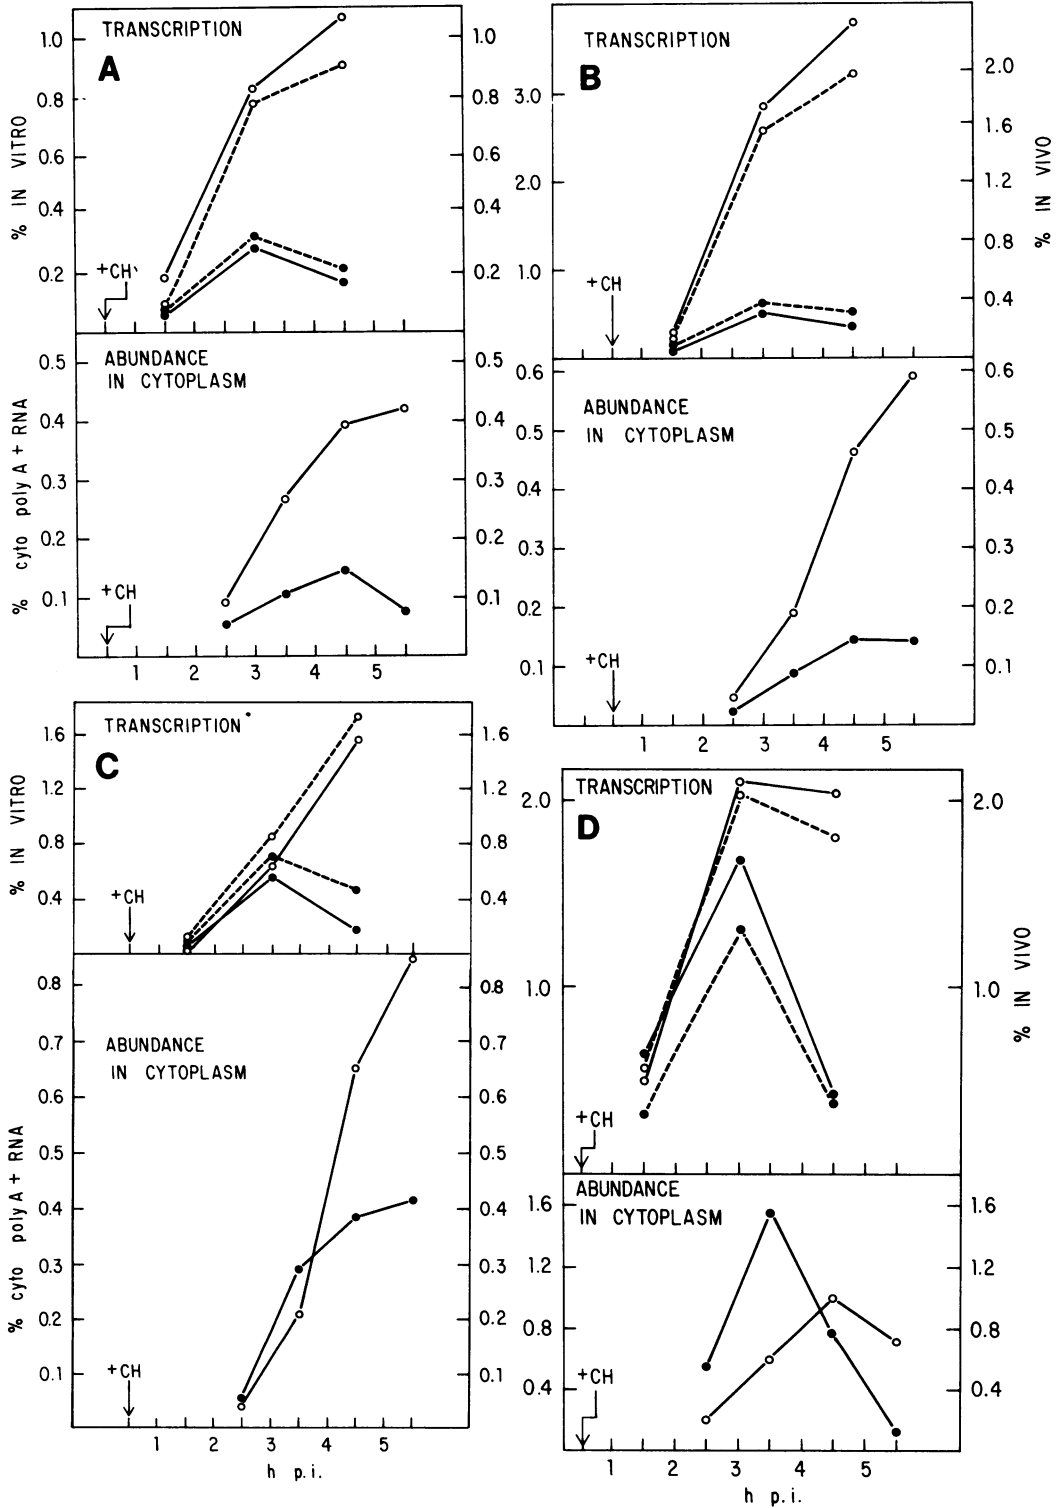 TRANSCRIPTION
A
% IN VITRO
1.0
0.8
0.6
0.4
0.2
1.0
0.8
0.6
0.4
0.2
+CH
ABUNDANCE
IN CYTOPLASM
% cyto poly A + RNA
0.5
0.4
0.3
0.2
0.1
0.5
0.4
0.3
0.2
0.1
+CH
1 2 3 4 5
TRANSCRIPTION
B
3.0
2.0
1.0
2.0
1.6
1.2
0.8
0.4
% IN VIVO
+CH
ABUNDANCE
IN CYTOPLASM
0.6
0.5
0.4
0.3
0.2
0.1
0.6
0.5
0.4
0.3
0.2
0.1
+CH
1 2 3 4 5
TRANSCRIPTION
C
% IN VITRO
1.6
1.2
0.8
0.4
1.6
1.2
0.8
0.4
+CH
ABUNDANCE
IN CYTOPLASM
% cyto poly A + RNA
0.8
0.7
0.6
0.5
0.4
0.3
0.2
0.1
0.8
0.7
0.6
0.5
0.4
0.3
0.2
0.1
+CH
1 2 3 4 5
h p.i.
TRANSCRIPTION
D
2.0
1.0
2.0
1.0
% IN VIVO
+CH
ABUNDANCE
IN CYTOPLASM
1.6
1.2
0.8
0.4
1.6
1.2
0.8
0.4
+CH
1 2 3 4 5
h p.i.